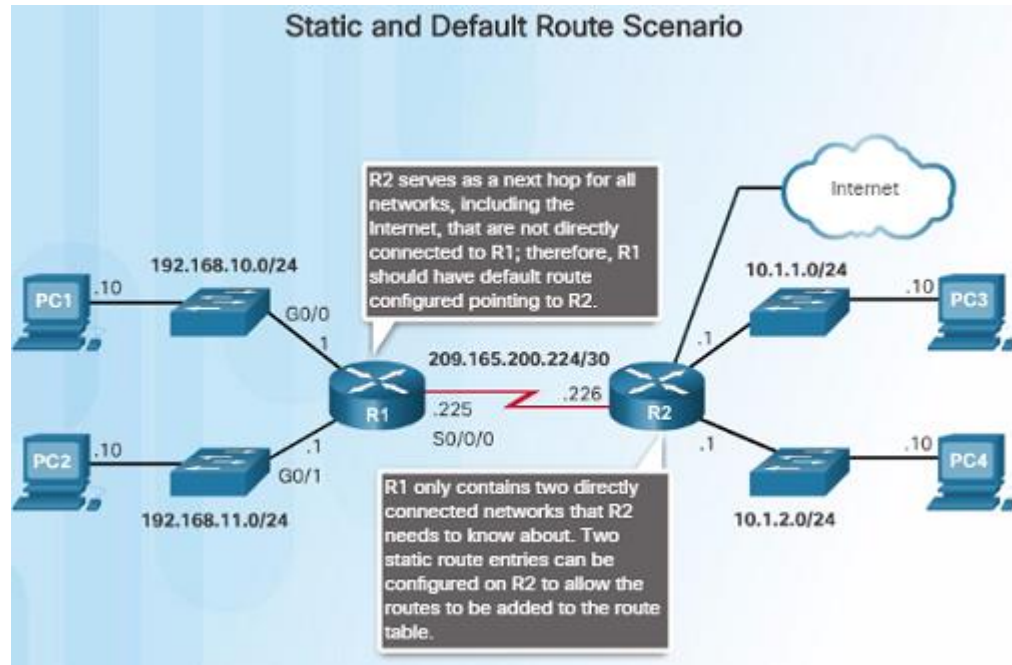 Static and Default Route Scenario
R2 serves as a next hop for all
networks, including the
Internet, that are not directly
connected to R1; therefore, R1
should have default route
configured pointing to R2.
Internet
192.168.10.0/24
10.1.1.0/24
PC1
.10
.10
PC3
G0/0
.1
.1
209.165.200.224/30
R1
.225
.226
R2
S0/0/0
PC2
.10
.1
G0/1
.1
.10
PC4
192.168.11.0/24
10.1.2.0/24
R1 only contains two directly
connected networks that R2
needs to know about. Two
static route entries can be
configured on R2 to allow the
routes to be added to the route
table.